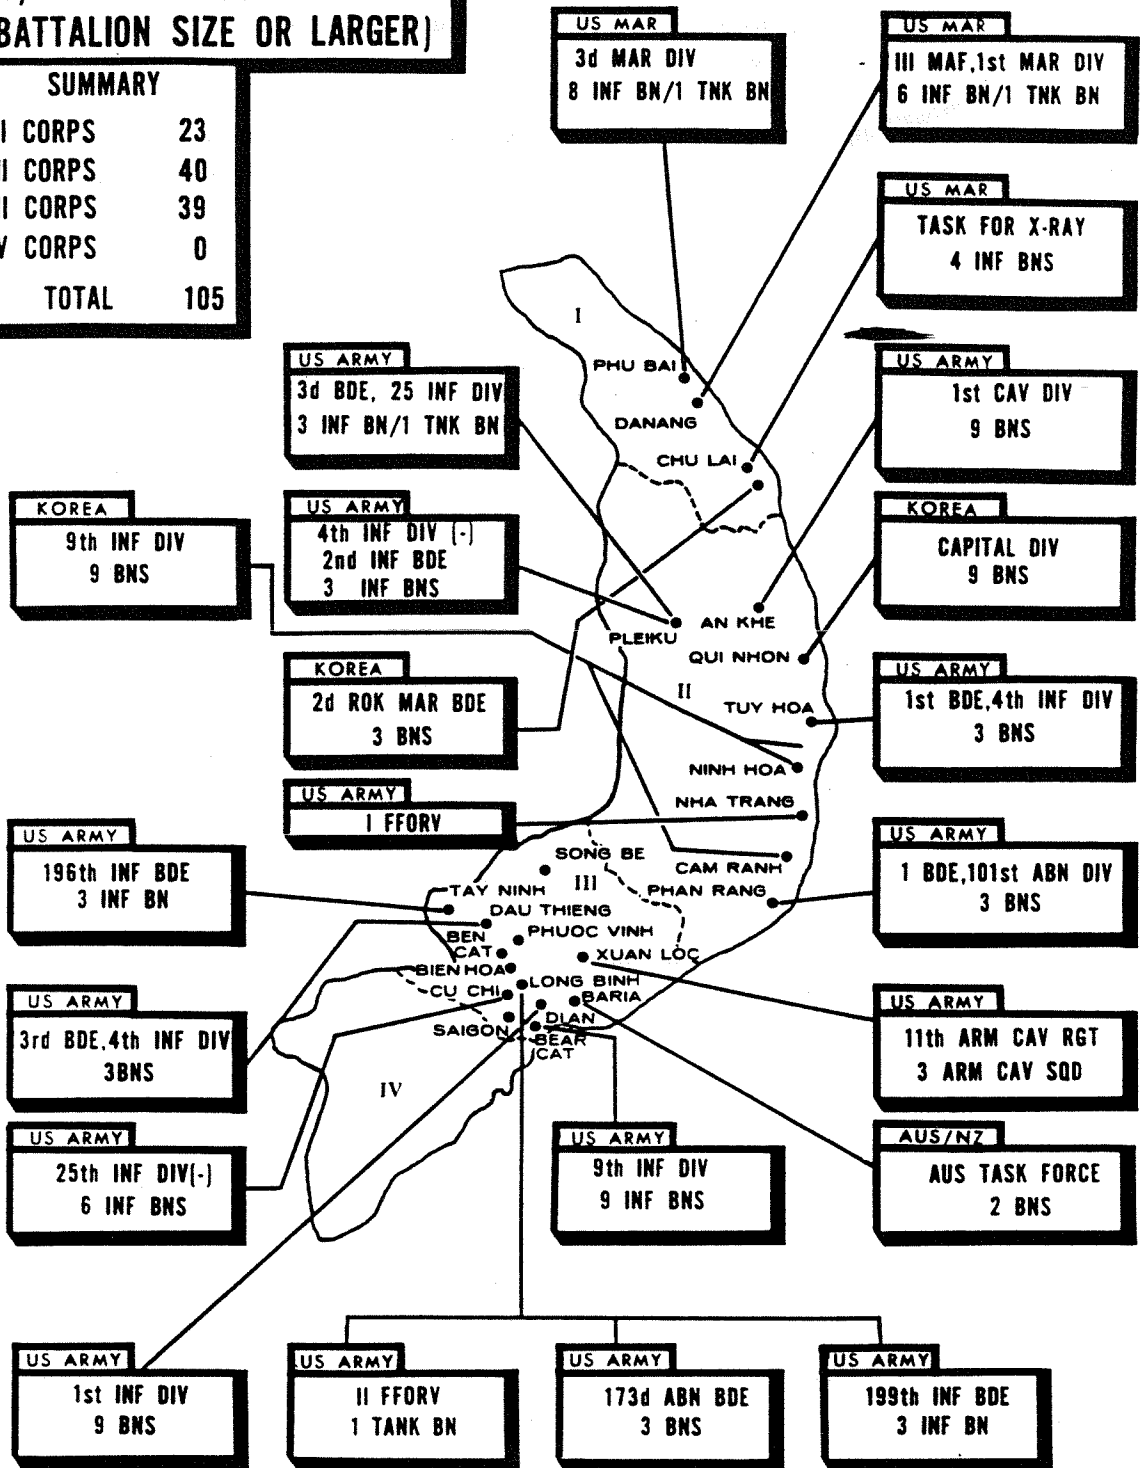 BATTALION SIZE OR LARGER)
SUMMARY
I CORPS 23
II CORPS 40
I CORPS 39
V CORPS 0
TOTAL 105
US MAR
3d MAR DIV
8 INF BN/1 TNK BN
US MAR
III MAF,1st MAR DIV
6 INF BN/1 TNK BN
US MAR
TASK FOR X-RAY
4 INF BNS
US ARMY
3d BDE, 25 INF DIV
3 INF BN/1 TNK BN
US ARMY
1st CAV DIV
9 BNS
KOREA
9th INF DIV
9 BNS
US ARMY
4th INF DIV (-)
2nd INF BDE
3 INF BNS
KOREA
CAPITAL DIV
9 BNS
KOREA
2d ROK MAR BDE
3 BNS
US ARMY
1st BDE,4th INF DIV
3 BNS
US ARMY
I FFORV
US ARMY
196th INF BDE
3 INF BN
US ARMY
1 BDE,101st ABN DIV
3 BNS
US ARMY
3rd BDE,4th INF DIV
3BNS
US ARMY
11th ARM CAV RGT
3 ARM CAV SQD
US ARMY
25th INF DIV(-)
6 INF BNS
US ARMY
9th INF DIV
9 INF BNS
AUS/NZ
AUS TASK FORCE
2 BNS
US ARMY
1st INF DIV
9 BNS
US ARMY
II FFORV
1 TANK BN
US ARMY
173d ABN BDE
3 BNS
US ARMY
199th INF BDE
3 INF BN
I
PHU BAI
DANANG
CHU LAI
PLEIKU
AN KHE
QUI NHON
II
TUY HOA
NINH HOA
NHA TRANG
SONG BE
CAM RANH
III
TAY NINH
PHAN RANG
DAU THIENG
BEN
CAT
PHUOC VINH
XUAN LOC
BIEN HOA
CU CHI
LONG BINH
BARIA
DIAN
SAIGON
BEAR
CAT
IV